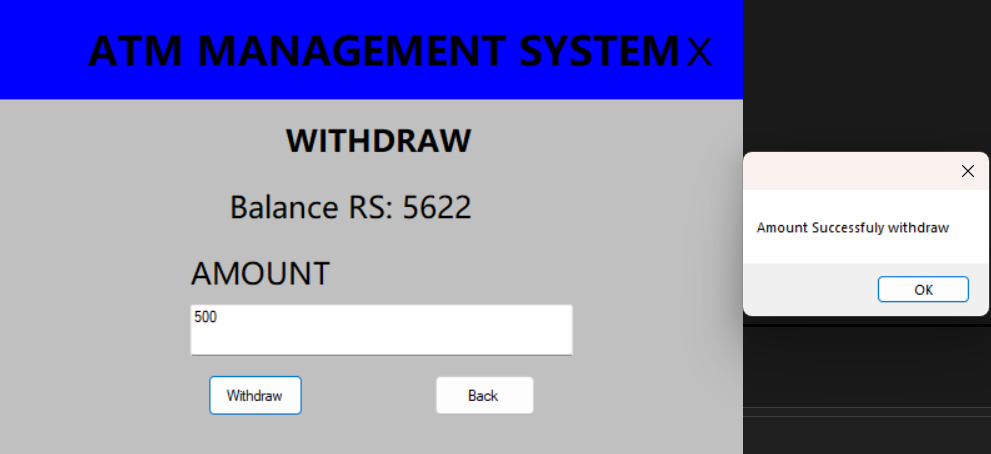 ATM MANAGEMENT SYSTEM X
WITHDRAW
Balance RS: 5622
AMOUNT
500
Withdraw
Back
Amount Successfuly withdraw
OK